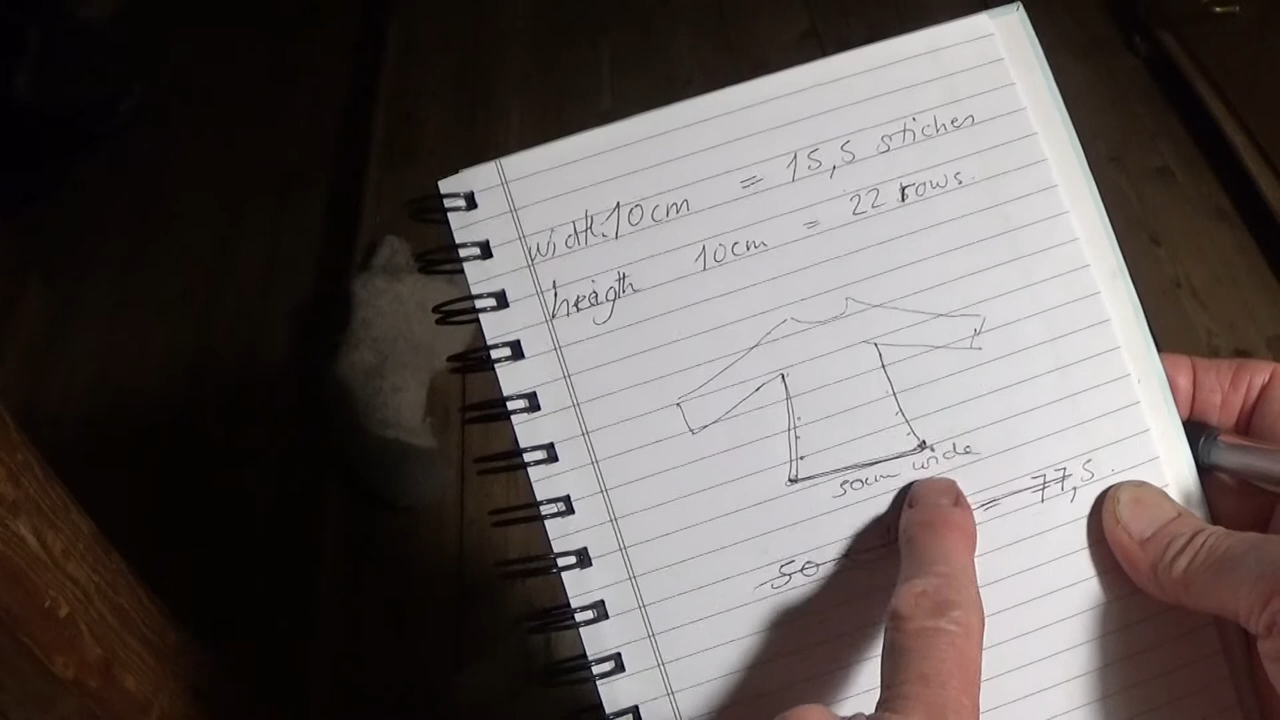 width 10cm = 15,5 stiches
heigth 10cm = 22 rows.
50cm wide
50 = 77,5.